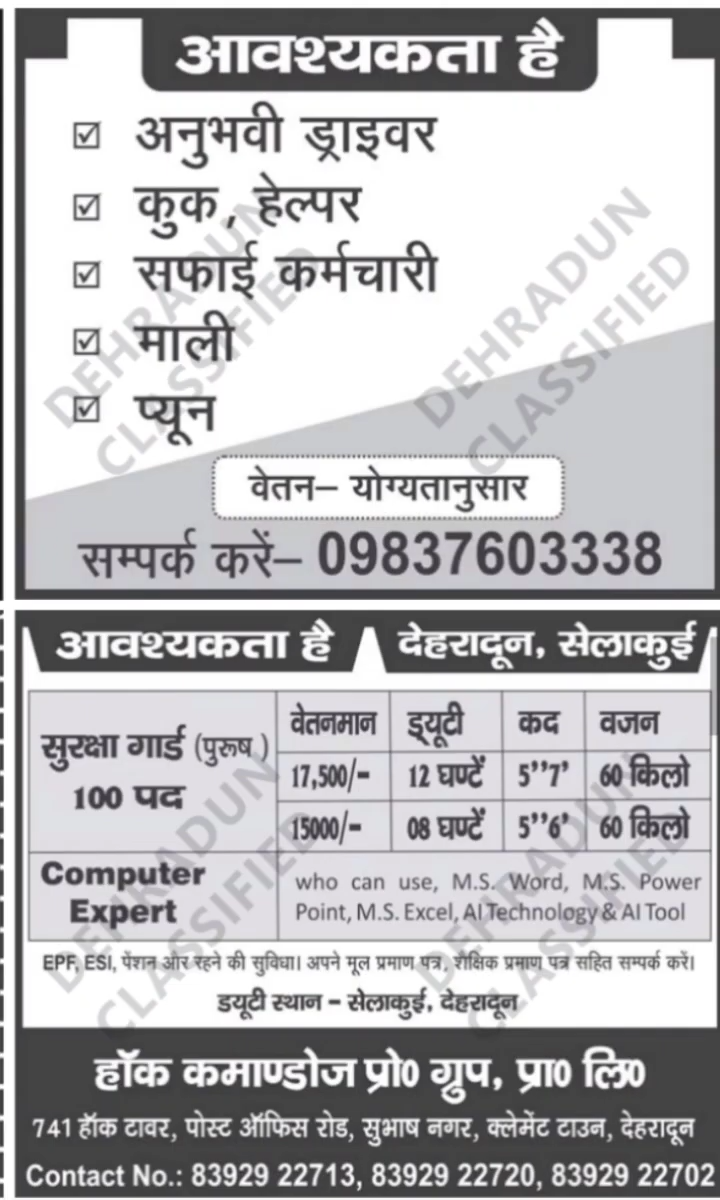 आवश्यकता है
☑ अनुभवी ड्राइवर
☑ कुक, हेल्पर
☑ सफाई कर्मचारी
☑ माली
☑ प्यून
वेतन– योग्यतानुसार
सम्पर्क करें– 09837603338
DEHRADUN CLASSIFIED
DEHRADUN CLASSIFIED
आवश्यकता है देहरादून, सेलाकुई
सुरक्षा गार्ड (पुरूष) 100 पद
वेतनमान ड्यूटी कद वजन
17,500/- 12 घण्टें 5''7' 60 किलो
15000/- 08 घण्टें 5''6' 60 किलो
Computer Expert
who can use, M.S. Word, M.S. Power
Point, M.S. Excel, AI Technology & AI Tool
EPF, ESI, पेंशन और रहने की सुविधा। अपने मूल प्रमाण पत्र, शैक्षिक प्रमाण पत्र सहित सम्पर्क करें।
डयूटी स्थान – सेलाकुई, देहरादून
DEHRADUN CLASSIFIED
DEHRADUN CLASSIFIED
हॉक कमाण्डोज प्रो0 ग्रुप, प्रा0 लि0
741 हॉक टावर, पोस्ट ऑफिस रोड, सुभाष नगर, क्लेमेंट टाउन, देहरादून
Contact No.: 83929 22713, 83929 22720, 83929 22702